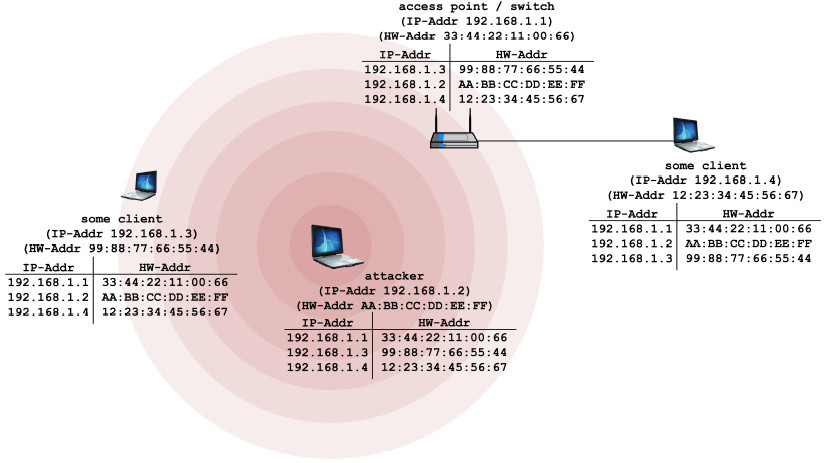 access point / switch
(IP-Addr 192.168.1.1)
(HW-Addr 33:44:22:11:00:66)
IP-Addr HW-Addr
192.168.1.3 99:88:77:66:55:44
192.168.1.2 AA:BB:CC:DD:EE:FF
192.168.1.4 12:23:34:45:56:67
some client
(IP-Addr 192.168.1.4)
(HW-Addr 12:23:34:45:56:67)
IP-Addr HW-Addr
192.168.1.1 33:44:22:11:00:66
192.168.1.2 AA:BB:CC:DD:EE:FF
192.168.1.3 99:88:77:66:55:44
some client
(IP-Addr 192.168.1.3)
(HW-Addr 99:88:77:66:55:44)
IP-Addr HW-Addr
192.168.1.1 33:44:22:11:00:66
192.168.1.2 AA:BB:CC:DD:EE:FF
192.168.1.4 12:23:34:45:56:67
attacker
(IP-Addr 192.168.1.2)
(HW-Addr AA:BB:CC:DD:EE:FF)
IP-Addr HW-Addr
192.168.1.1 33:44:22:11:00:66
192.168.1.3 99:88:77:66:55:44
192.168.1.4 12:23:34:45:56:67